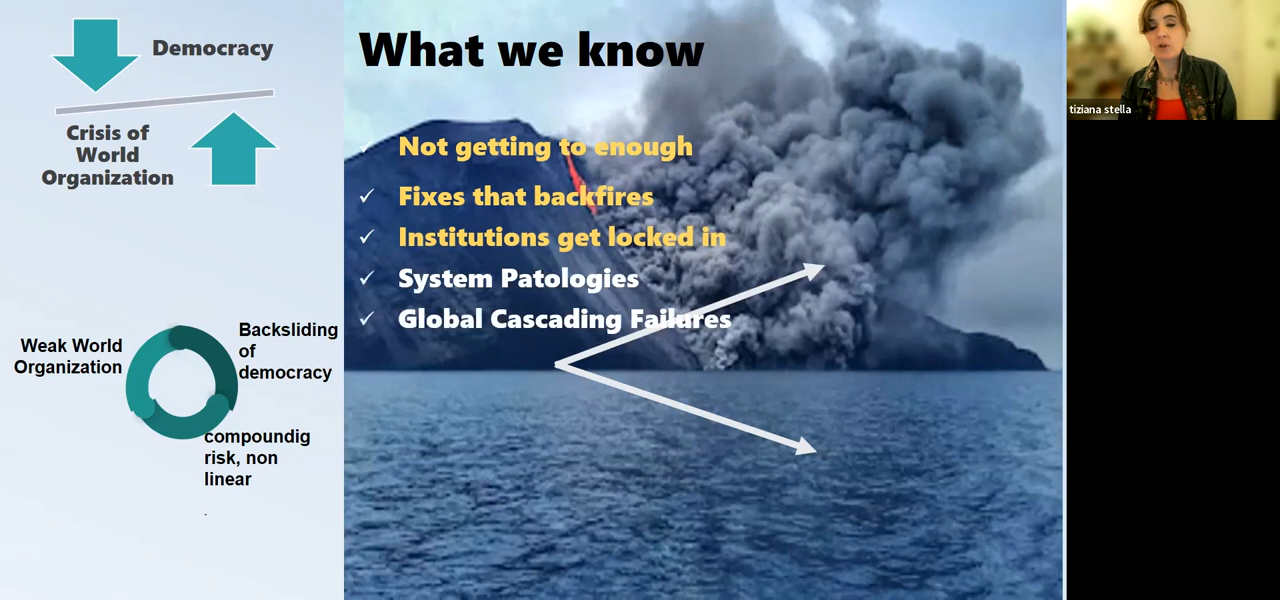 Democracy
Crisis of
World
Organization
Weak World
Organization
Backsliding
of
democracy
compoundig
risk, non
linear
.
What we know
Not getting to enough
Fixes that backfires
Institutions get locked in
System Patologies
Global Cascading Failures
tiziana stella